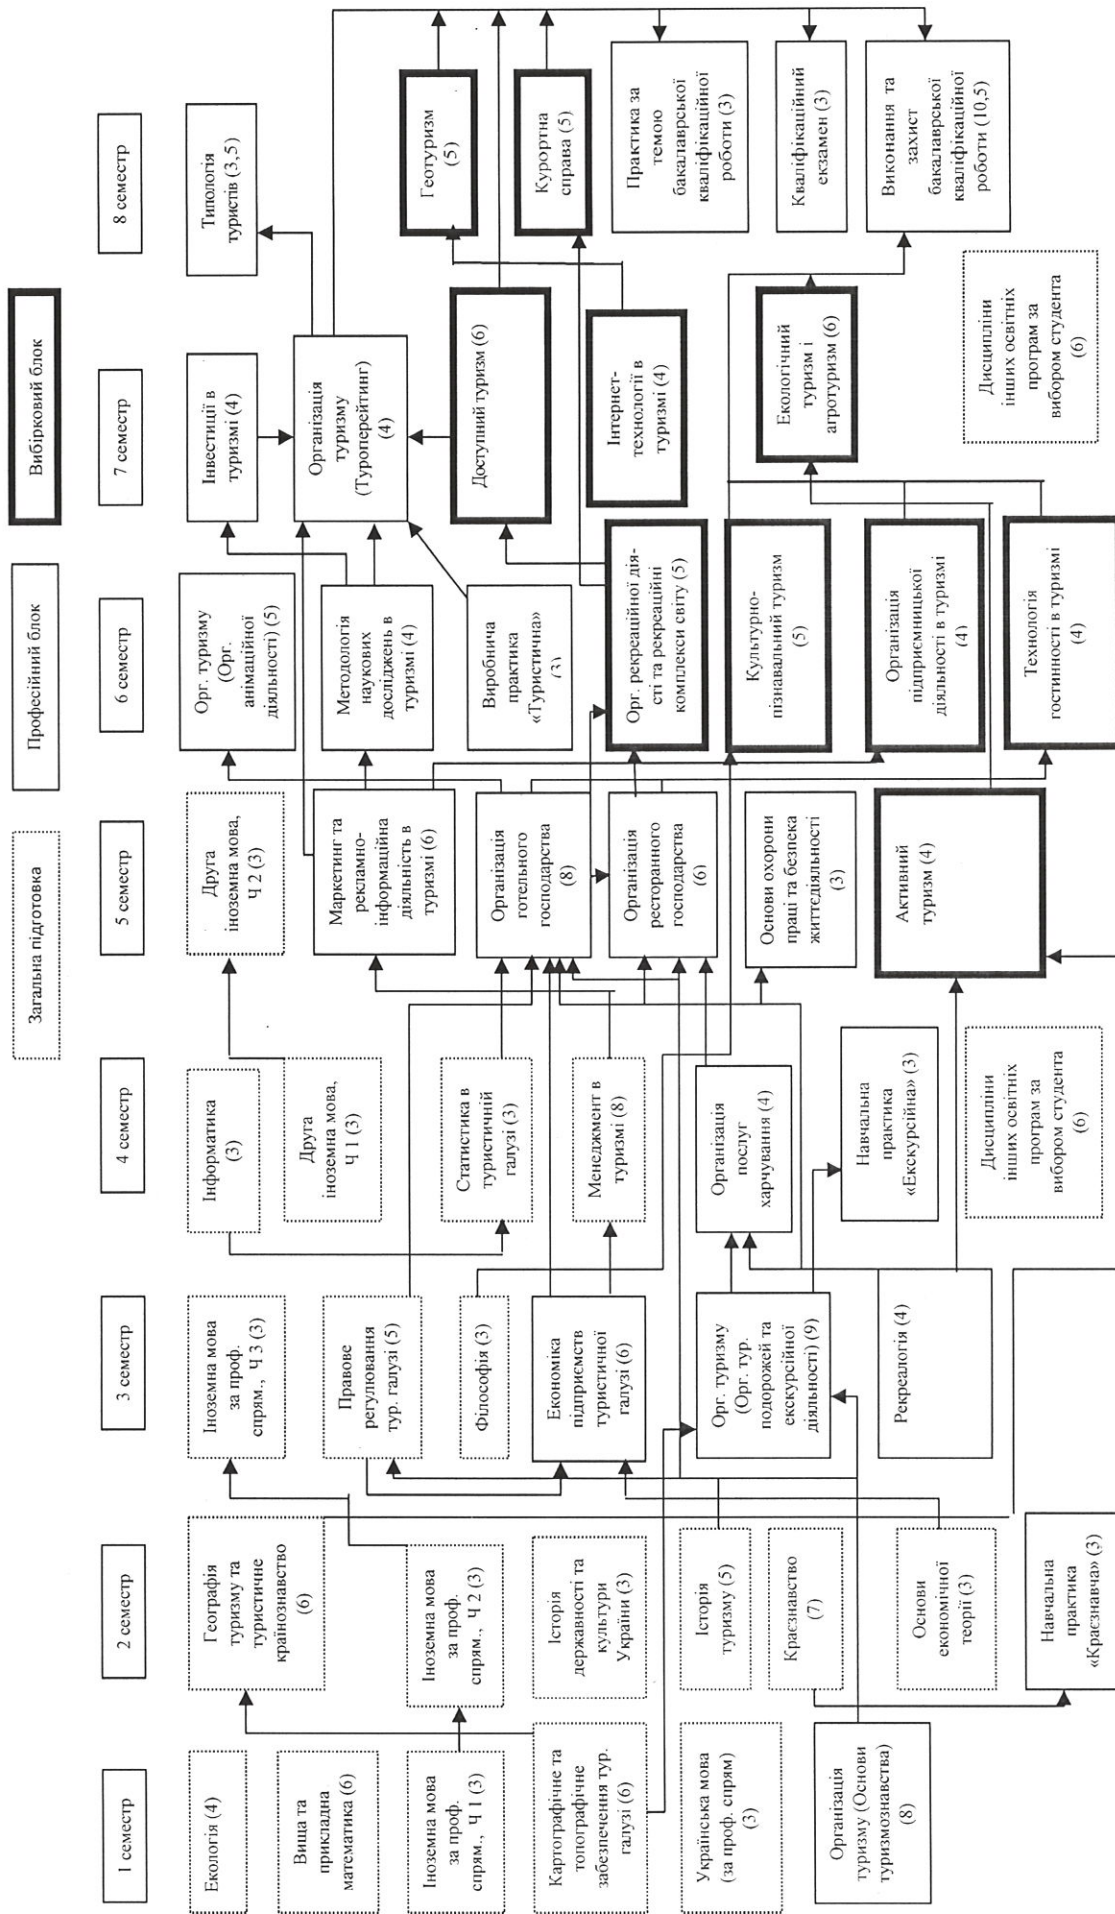 Загальна підготовка
Професійний блок
Вибірковий блок
1 семестр
2 семестр
3 семестр
4 семестр
5 семестр
6 семестр
7 семестр
8 семестр
Екологія (4)
Вища та
прикладна
математика (6)
Іноземна мова
за проф.
спрям., Ч 1 (3)
Картографічне та
топографічне
забезпечення тур.
галузі (6)
Українська мова
(за проф. спрям)
(3)
Організація
туризму (Основи
туризмознавства)
(8)
Географія
туризму та
туристичне
країнознавство
(6)
Іноземна мова
за проф.
спрям., Ч 2 (3)
Історія
державності та
культури
України (3)
Історія
туризму (5)
Краєзнавство
(7)
Основи
економічної
теорії (3)
Навчальна
практика
«Краєзнавча» (3)
Іноземна мова
за проф.
спрям., Ч 3 (3)
Правове
регулювання
тур. галузі (5)
Філософія (3)
Економіка
підприємств
туристичної
галузі (6)
Орг. туризму
(Орг. тур.
подорожей та
екскурсійної
діяльності) (9)
Рекреалогія (4)
Інформатика
(3)
Друга
іноземна мова,
Ч 1 (3)
Статистика в
туристичній
галузі (3)
Менеджмент в
туризмі (8)
Організація
послуг
харчування (4)
Навчальна
практика
«Екскурсійна» (3)
Дисципліни
інших освітніх
програм за
вибором студента
(6)
Друга
іноземна мова,
Ч 2 (3)
Маркетинг та
рекламно-
інформаційна
діяльність в
туризмі (6)
Організація
готельного
господарства
(8)
Організація
ресторанного
господарства
(6)
Основи охорони
праці та безпека
життєдіяльності
(3)
Активний
туризм (4)
Орг. туризму
(Орг.
анімаційної
діяльності) (5)
Методологія
наукових
досліджень в
туризмі (4)
Виробнича
практика
«Туристична»
(3)
Орг. рекреаційної дія-
сті та рекреаційні
комплекси світу (5)
Культурно-
пізнавальний туризм
(5)
Організація
підприємницької
діяльності в туризмі
(4)
Технологія
гостинності в туризмі
(4)
Інвестиції в
туризмі (4)
Організація
туризму
(Туроперейтинг)
(4)
Доступний туризм (6)
Інтернет-
технології в
туризмі (4)
Екологічний
туризм і
агротуризм (6)
Дисципліни
інших освітніх
програм за
вибором студента
(6)
Типологія
туристів (3,5)
Геотуризм
(5)
Курортна
справа (5)
Практика за
темою
бакалаврської
кваліфікаційної
роботи (3)
Кваліфікаційний
екзамен (3)
Виконання та
захист
бакалаврської
кваліфікаційної
роботи (10,5)